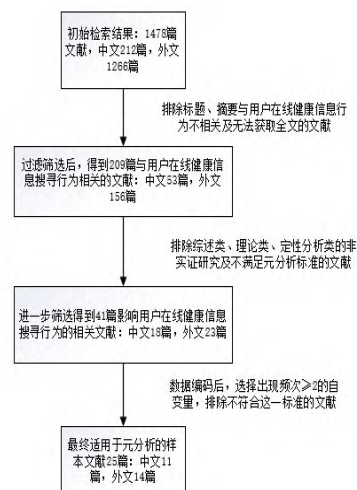 初始检索结果：1478篇
文献，中文212篇，外文
1266篇
排除标题、摘要与用户在线健康信息行
为不相关及无法获取全文的文献
过滤筛选后，得到209篇与用户在线健康信
息搜寻行为相关的文献：中文53篇，外文
156篇
排除综述类、理论类、定性分析类的非
实证研究及不满足元分析标准的文献
进一步筛选得到41篇影响用户在线健康信息
搜寻行为的相关文献：中文18篇，外文23篇
数据编码后，选择出现频次≥2的自
变量，排除不符合这一标准的文献
最终适用于元分析的样
本文献25篇：中文11
篇，外文14篇